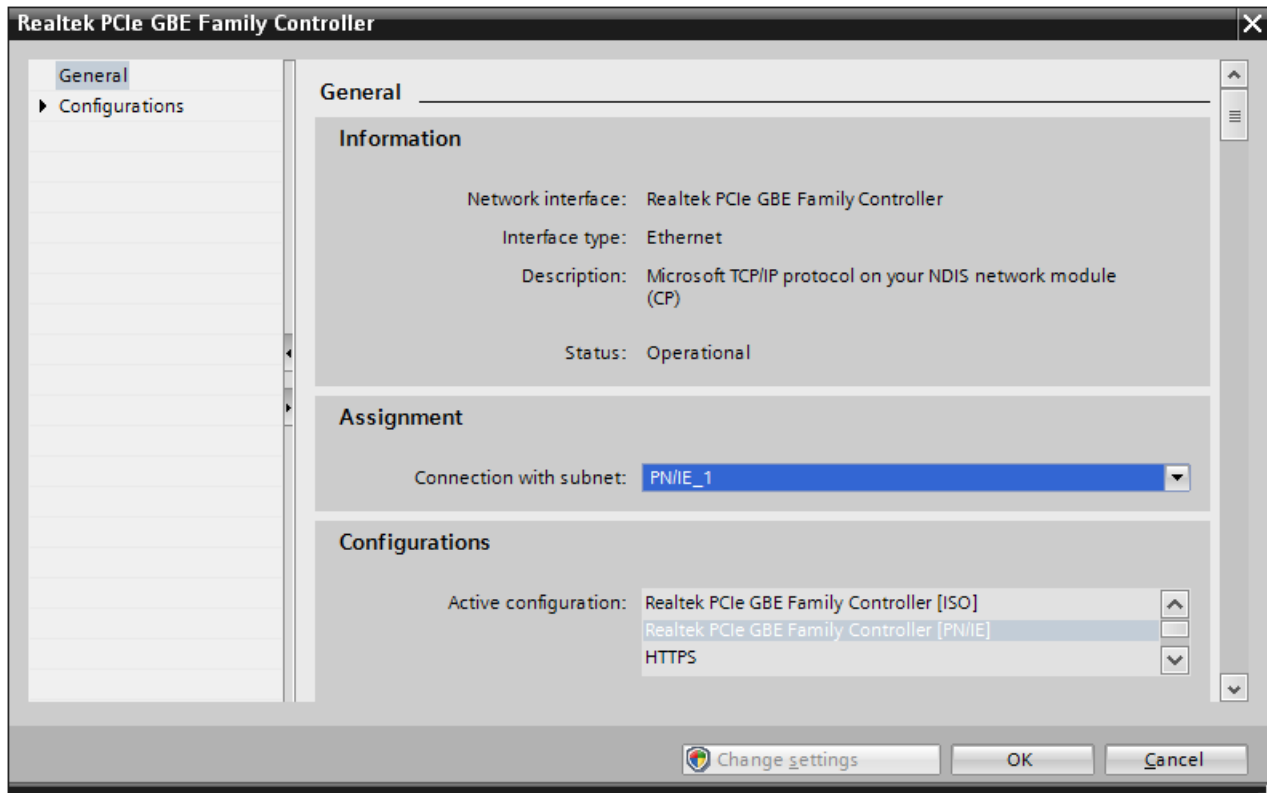 Realtek PCIe GBE Family Controller
General
Configurations
General
Information
Network interface: Realtek PCIe GBE Family Controller
Interface type: Ethernet
Description: Microsoft TCP/IP protocol on your NDIS network module
(CP)
Status: Operational
Assignment
Connection with subnet: PN/IE_1
Configurations
Active configuration: Realtek PCIe GBE Family Controller [ISO]
Realtek PCIe GBE Family Controller [PN/IE]
HTTPS
Change settings OK Cancel